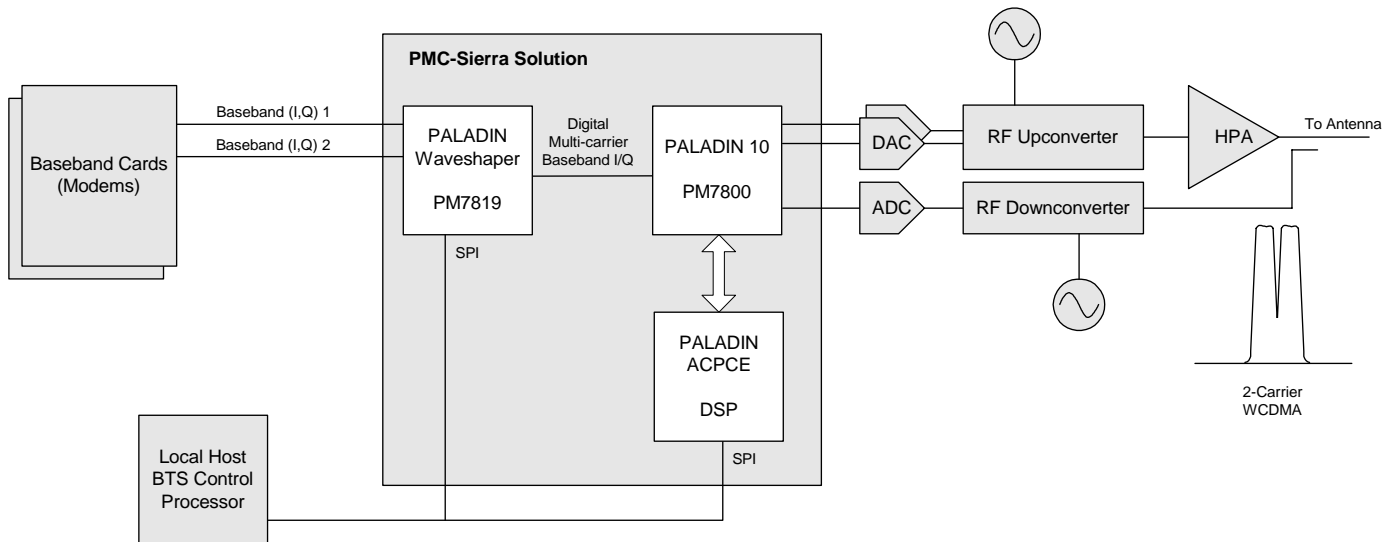 PMC-Sierra Solution
Baseband Cards
(Modems)
Baseband (I,Q) 1
Baseband (I,Q) 2
PALADIN
Waveshaper
PM7819
SPI
Digital
Multi-carrier
Baseband I/Q
PALADIN 10
PM7800
PALADIN
ACPCE
DSP
SPI
DAC
ADC
RF Upconverter
RF Downconverter
HPA
To Antenna
2-Carrier
WCDMA
Local Host
BTS Control
Processor